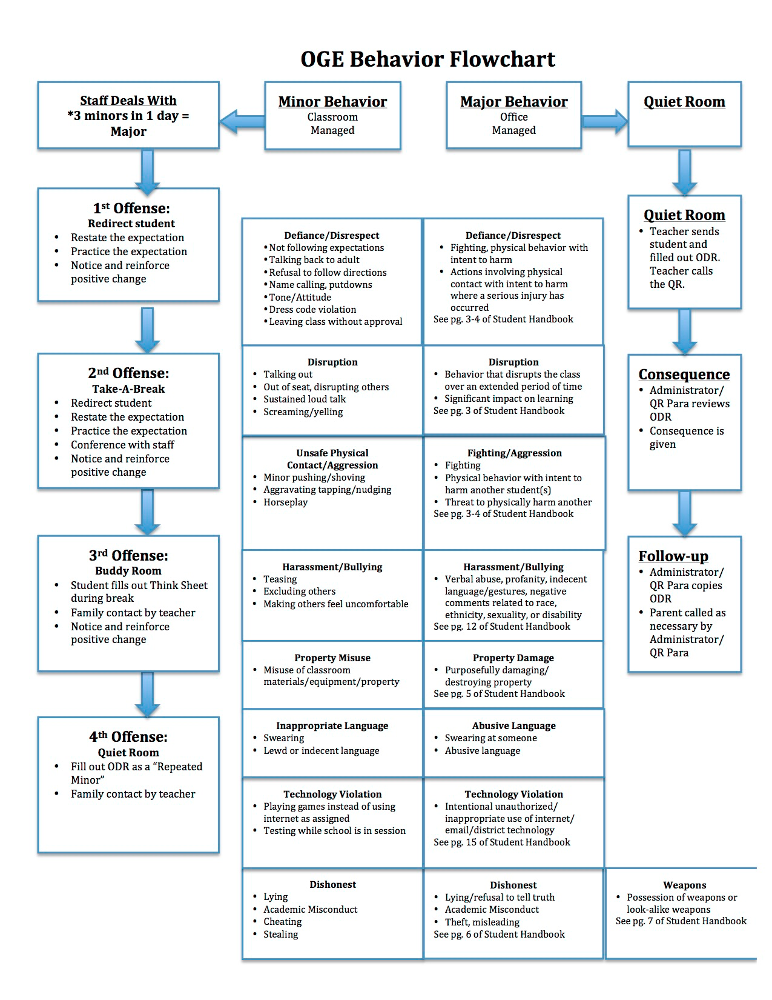 OGE Behavior Flowchart
Staff Deals With
*3 minors in 1 day =
Major
Minor Behavior
Classroom
Managed
Major Behavior
Office
Managed
Quiet Room
1st Offense:
Redirect student
• Restate the expectation
• Practice the expectation
• Notice and reinforce
positive change
2nd Offense:
Take-A-Break
• Redirect student
• Restate the expectation
• Practice the expectation
• Conference with staff
• Notice and reinforce
positive change
3rd Offense:
Buddy Room
• Student fills out Think Sheet
during break
• Family contact by teacher
• Notice and reinforce
positive change
4th Offense:
Quiet Room
• Fill out ODR as a “Repeated
Minor”
• Family contact by teacher
Defiance/Disrespect
• Not following expectations
• Talking back to adult
• Refusal to follow directions
• Name calling, putdowns
• Tone/Attitude
• Dress code violation
• Leaving class without approval
Defiance/Disrespect
• Fighting, physical behavior with
intent to harm
• Actions involving physical
contact with intent to harm
where a serious injury has
occurred
See pg. 3-4 of Student Handbook
Disruption
• Talking out
• Out of seat, disrupting others
• Sustained loud talk
• Screaming/yelling
Disruption
• Behavior that disrupts the class
over an extended period of time
• Significant impact on learning
See pg. 3 of Student Handbook
Unsafe Physical
Contact/Aggression
• Minor pushing/shoving
• Aggravating tapping/nudging
• Horseplay
Fighting/Aggression
• Fighting
• Physical behavior with intent to
harm another student(s)
• Threat to physically harm another
See pg. 3-4 of Student Handbook
Harassment/Bullying
• Teasing
• Excluding others
• Making others feel uncomfortable
Harassment/Bullying
• Verbal abuse, profanity, indecent
language/gestures, negative
comments related to race,
ethnicity, sexuality, or disability
See pg. 12 of Student Handbook
Property Misuse
• Misuse of classroom
materials/equipment/property
Property Damage
• Purposefully damaging/
destroying property
See pg. 5 of Student Handbook
Inappropriate Language
• Swearing
• Lewd or indecent language
Abusive Language
• Swearing at someone
• Abusive language
Technology Violation
• Playing games instead of using
internet as assigned
• Testing while school is in session
Technology Violation
• Intentional unauthorized/
inappropriate use of internet/
email/district technology
See pg. 15 of Student Handbook
Dishonest
• Lying
• Academic Misconduct
• Cheating
• Stealing
Dishonest
• Lying/refusal to tell truth
• Academic Misconduct
• Theft, misleading
See pg. 6 of Student Handbook
Weapons
• Possession of weapons or
look-alike weapons
See pg. 7 of Student Handbook
Quiet Room
• Teacher sends
student and
filled out ODR.
Teacher calls
the QR.
Consequence
• Administrator/
QR Para reviews
ODR
• Consequence is
given
Follow-up
• Administrator/
QR Para copies
ODR
• Parent called as
necessary by
Administrator/
QR Para